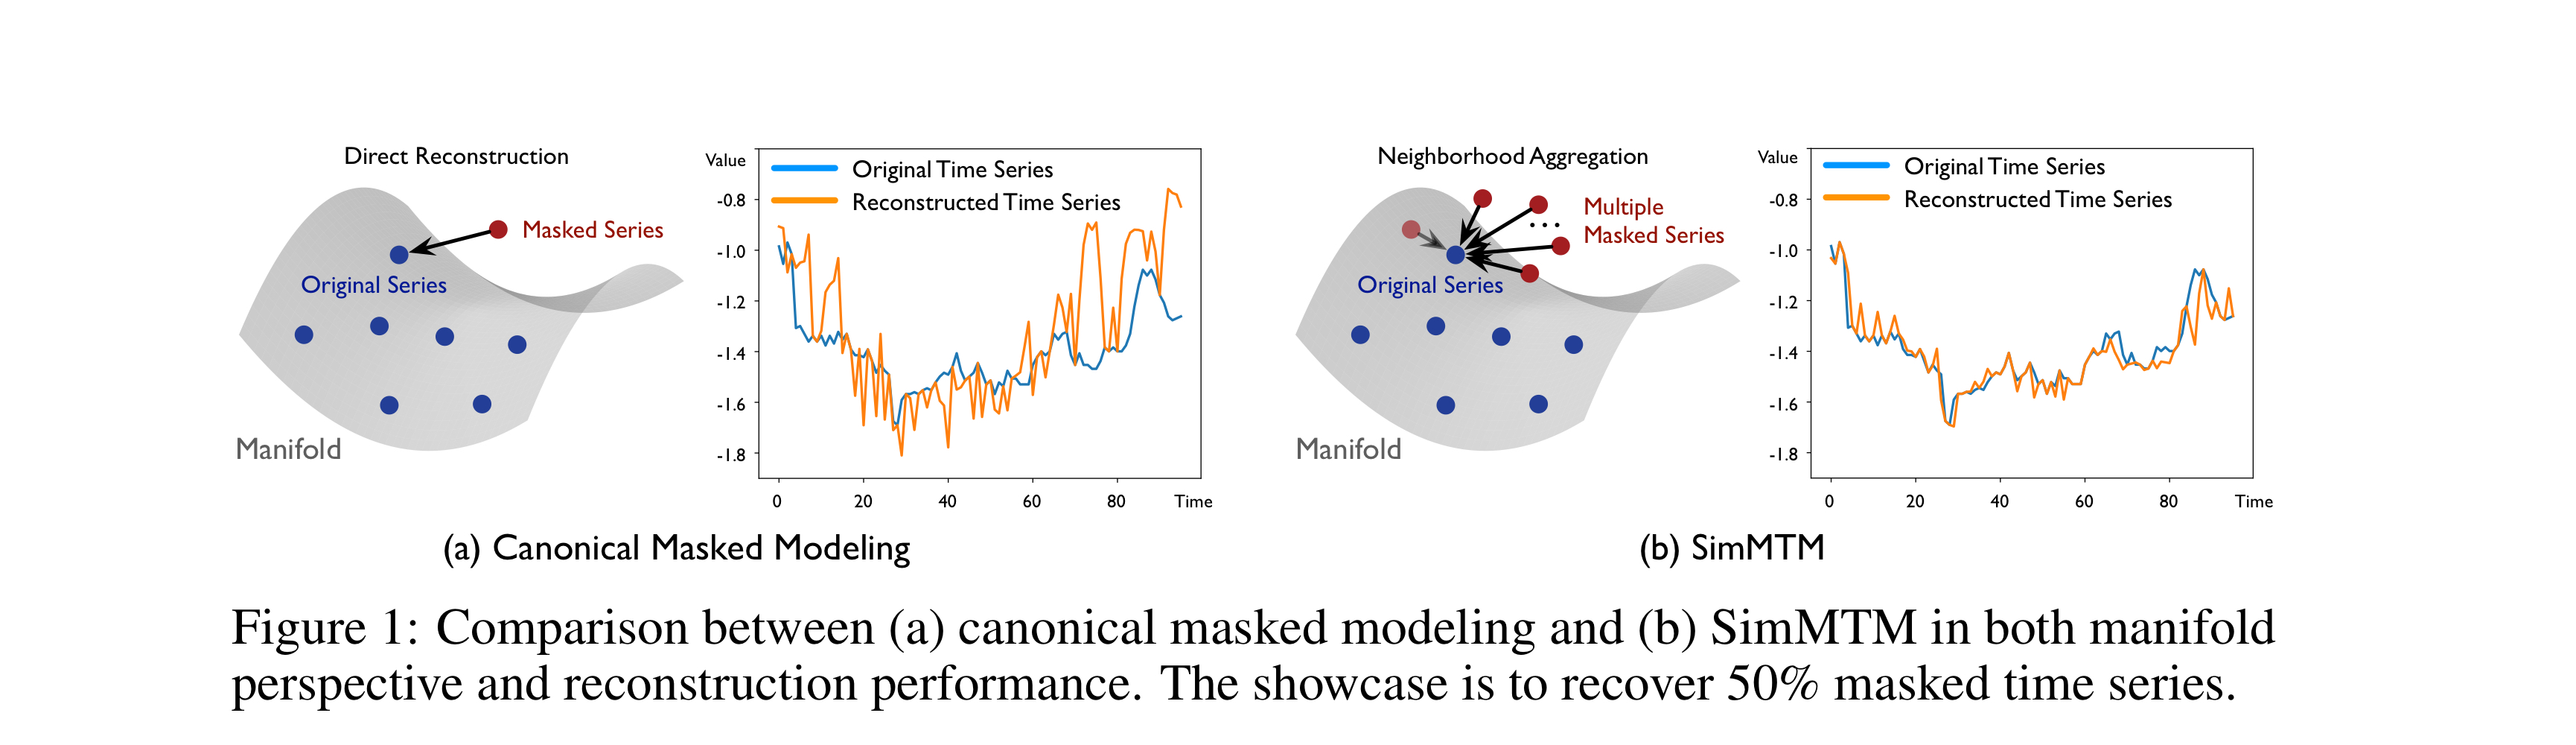 Direct Reconstruction
Masked Series
Original Series
Manifold
Value
Original Time Series
Reconstructed Time Series
-0.8
-1.0
-1.2
-1.4
-1.6
-1.8
0 20 40 60 80 Time
(a) Canonical Masked Modeling
Neighborhood Aggregation
Multiple
...
Masked Series
Original Series
Manifold
Value
Original Time Series
Reconstructed Time Series
-0.8
-1.0
-1.2
-1.4
-1.6
-1.8
0 20 40 60 80 Time
(b) SimMTM
Figure 1: Comparison between (a) canonical masked modeling and (b) SimMTM in both manifold
perspective and reconstruction performance. The showcase is to recover 50% masked time series.